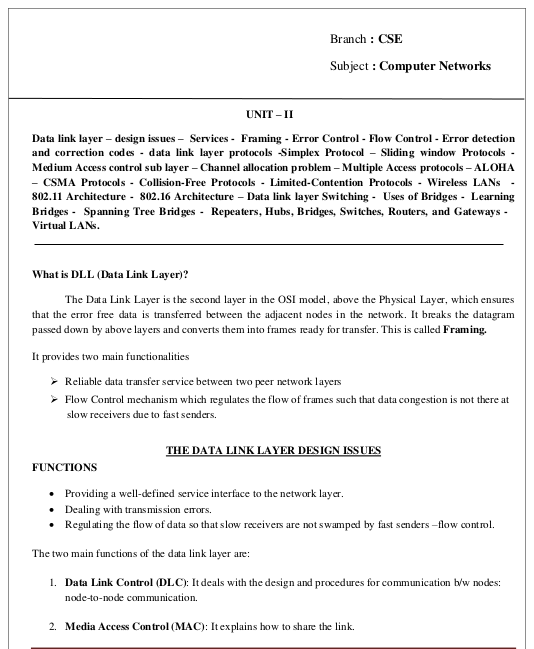 Branch : CSE
Subject : Computer Networks
UNIT – II
Data link layer – design issues – Services - Framing - Error Control - Flow Control - Error detection
and correction codes - data link layer protocols -Simplex Protocol – Sliding window Protocols -
Medium Access control sub layer – Channel allocation problem – Multiple Access protocols – ALOHA
– CSMA Protocols - Collision-Free Protocols - Limited-Contention Protocols - Wireless LANs -
802.11 Architecture - 802.16 Architecture – Data link layer Switching - Uses of Bridges - Learning
Bridges - Spanning Tree Bridges - Repeaters, Hubs, Bridges, Switches, Routers, and Gateways -
Virtual LANs.
What is DLL (Data Link Layer)?
The Data Link Layer is the second layer in the OSI model, above the Physical Layer, which ensures
that the error free data is transferred between the adjacent nodes in the network. It breaks the datagram
passed down by above layers and converts them into frames ready for transfer. This is called Framing.
It provides two main functionalities
➢ Reliable data transfer service between two peer network layers
➢ Flow Control mechanism which regulates the flow of frames such that data congestion is not there at
slow receivers due to fast senders.
THE DATA LINK LAYER DESIGN ISSUES
FUNCTIONS
• Providing a well-defined service interface to the network layer.
• Dealing with transmission errors.
• Regulating the flow of data so that slow receivers are not swamped by fast senders –flow control.
The two main functions of the data link layer are:
1. Data Link Control (DLC): It deals with the design and procedures for communication b/w nodes:
node-to-node communication.
2. Media Access Control (MAC): It explains how to share the link.